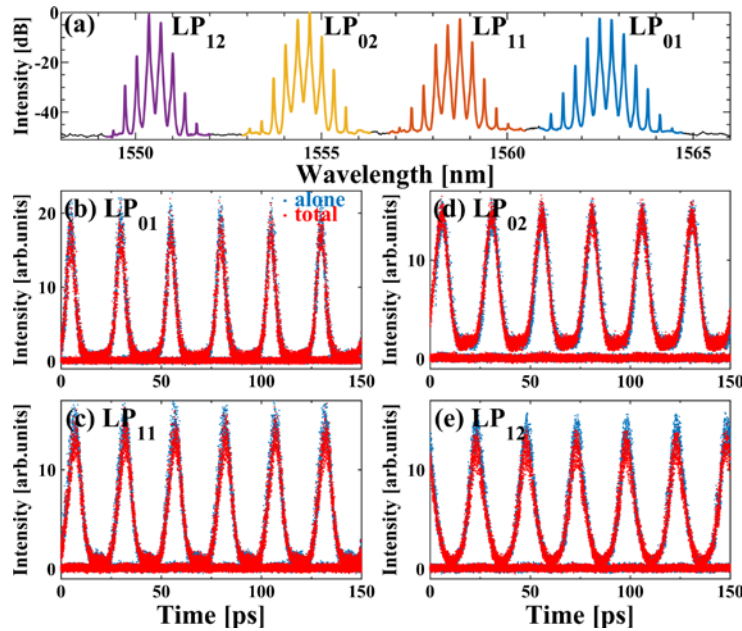 (a) LP12 LP02 LP11 LP01
Intensity [dB]
0
-20
-40
1550 1555 1560 1565
Wavelength [nm]
(b) LP01
alone
total
Intensity [arb.units]
20
10
0
0 50 100 150
(d) LP02
Intensity [arb.units]
10
0
0 50 100 150
(c) LP11
Intensity [arb.units]
10
0
0 50 100 150
Time [ps]
(e) LP12
Intensity [arb.units]
10
0
0 50 100 150
Time [ps]